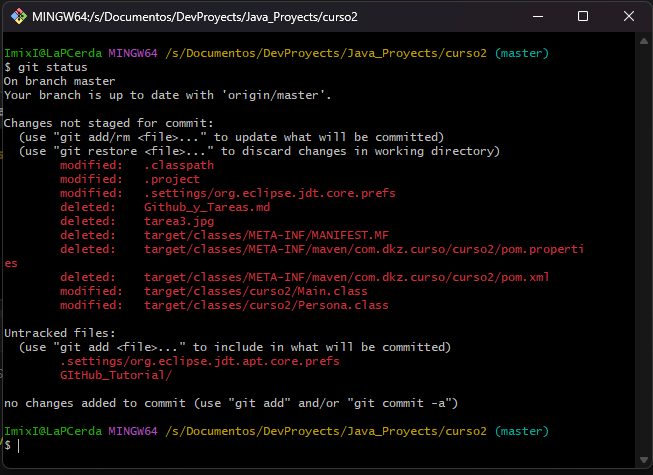 MINGW64:/s/Documentos/DevProyects/Java_Proyects/curso2
ImixI@LaPCerda MINGW64 /s/Documentos/DevProyects/Java_Proyects/curso2 (master)
$ git status
On branch master
Your branch is up to date with 'origin/master'.
Changes not staged for commit:
(use "git add/rm <file>..." to update what will be committed)
(use "git restore <file>..." to discard changes in working directory)
modified: .classpath
modified: .project
modified: .settings/org.eclipse.jdt.core.prefs
deleted: Github_y_Tareas.md
deleted: tarea3.jpg
deleted: target/classes/META-INF/MANIFEST.MF
deleted: target/classes/META-INF/maven/com.dkz.curso/curso2/pom.properti
es
deleted: target/classes/META-INF/maven/com.dkz.curso/curso2/pom.xml
modified: target/classes/curso2/Main.class
modified: target/classes/curso2/Persona.class
Untracked files:
(use "git add <file>..." to include in what will be committed)
.settings/org.eclipse.jdt.apt.core.prefs
GItHub_Tutorial/
no changes added to commit (use "git add" and/or "git commit -a")
ImixI@LaPCerda MINGW64 /s/Documentos/DevProyects/Java_Proyects/curso2 (master)
$